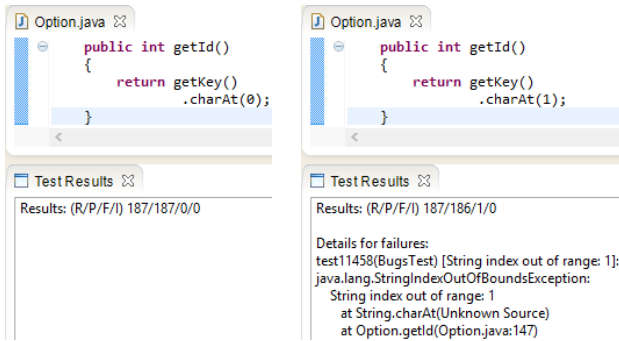 Option.java
public int getId()
{
return getKey()
.charAt(0);
}
Test Results
Results: (R/P/F/I) 187/187/0/0
Option.java
public int getId()
{
return getKey()
.charAt(1);
}
Test Results
Results: (R/P/F/I) 187/186/1/0
Details for failures:
test11458(BugsTest) [String index out of range: 1]:
java.lang.StringIndexOutOfBoundsException:
String index out of range: 1
at String.charAt(Unknown Source)
at Option.getId(Option.java:147)